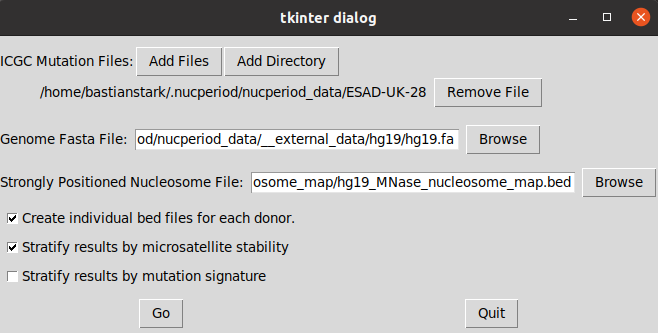 tkinter dialog
ICGC Mutation Files: Add Files Add Directory
/home/bastianstark/.nucperiod/nucperiod_data/ESAD-UK-28 Remove File
Genome Fasta File: od/nucperiod_data/__external_data/hg19/hg19.fa Browse
Strongly Positioned Nucleosome File: osome_map/hg19_MNase_nucleosome_map.bed Browse
Create individual bed files for each donor.
Stratify results by microsatellite stability
Stratify results by mutation signature
Go Quit